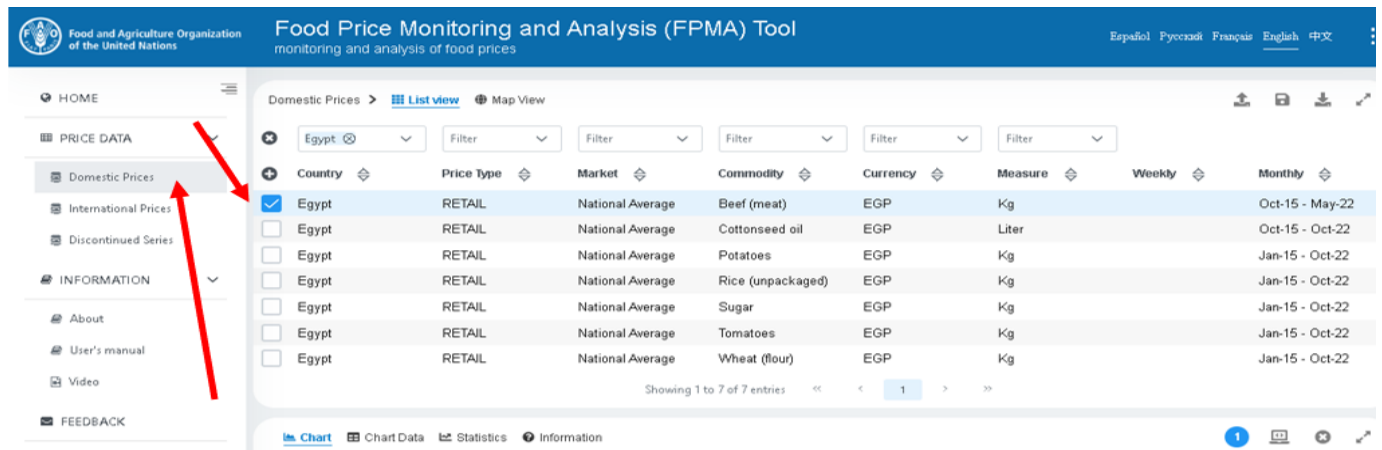 Food and Agriculture Organization
of the United Nations
Food Price Monitoring and Analysis (FPMA) Tool
monitoring and analysis of food prices
Español Русский Français English 中文
HOME
PRICE DATA
Domestic Prices
International Prices
Discontinued Series
INFORMATION
About
User's manual
Video
FEEDBACK
Domestic Prices > List view Map View
Egypt Filter Filter Filter Filter Filter
Country Price Type Market Commodity Currency Measure Weekly Monthly
Egypt RETAIL National Average Beef (meat) EGP Kg Oct-15 - May-22
Egypt RETAIL National Average Cottonseed oil EGP Liter Oct-15 - Oct-22
Egypt RETAIL National Average Potatoes EGP Kg Jan-15 - Oct-22
Egypt RETAIL National Average Rice (unpackaged) EGP Kg Jan-15 - Oct-22
Egypt RETAIL National Average Sugar EGP Kg Jan-15 - Oct-22
Egypt RETAIL National Average Tomatoes EGP Kg Jan-15 - Oct-22
Egypt RETAIL National Average Wheat (flour) EGP Kg Jan-15 - Oct-22
Showing 1 to 7 of 7 entries « < 1 > »
Chart Chart Data Statistics Information 1